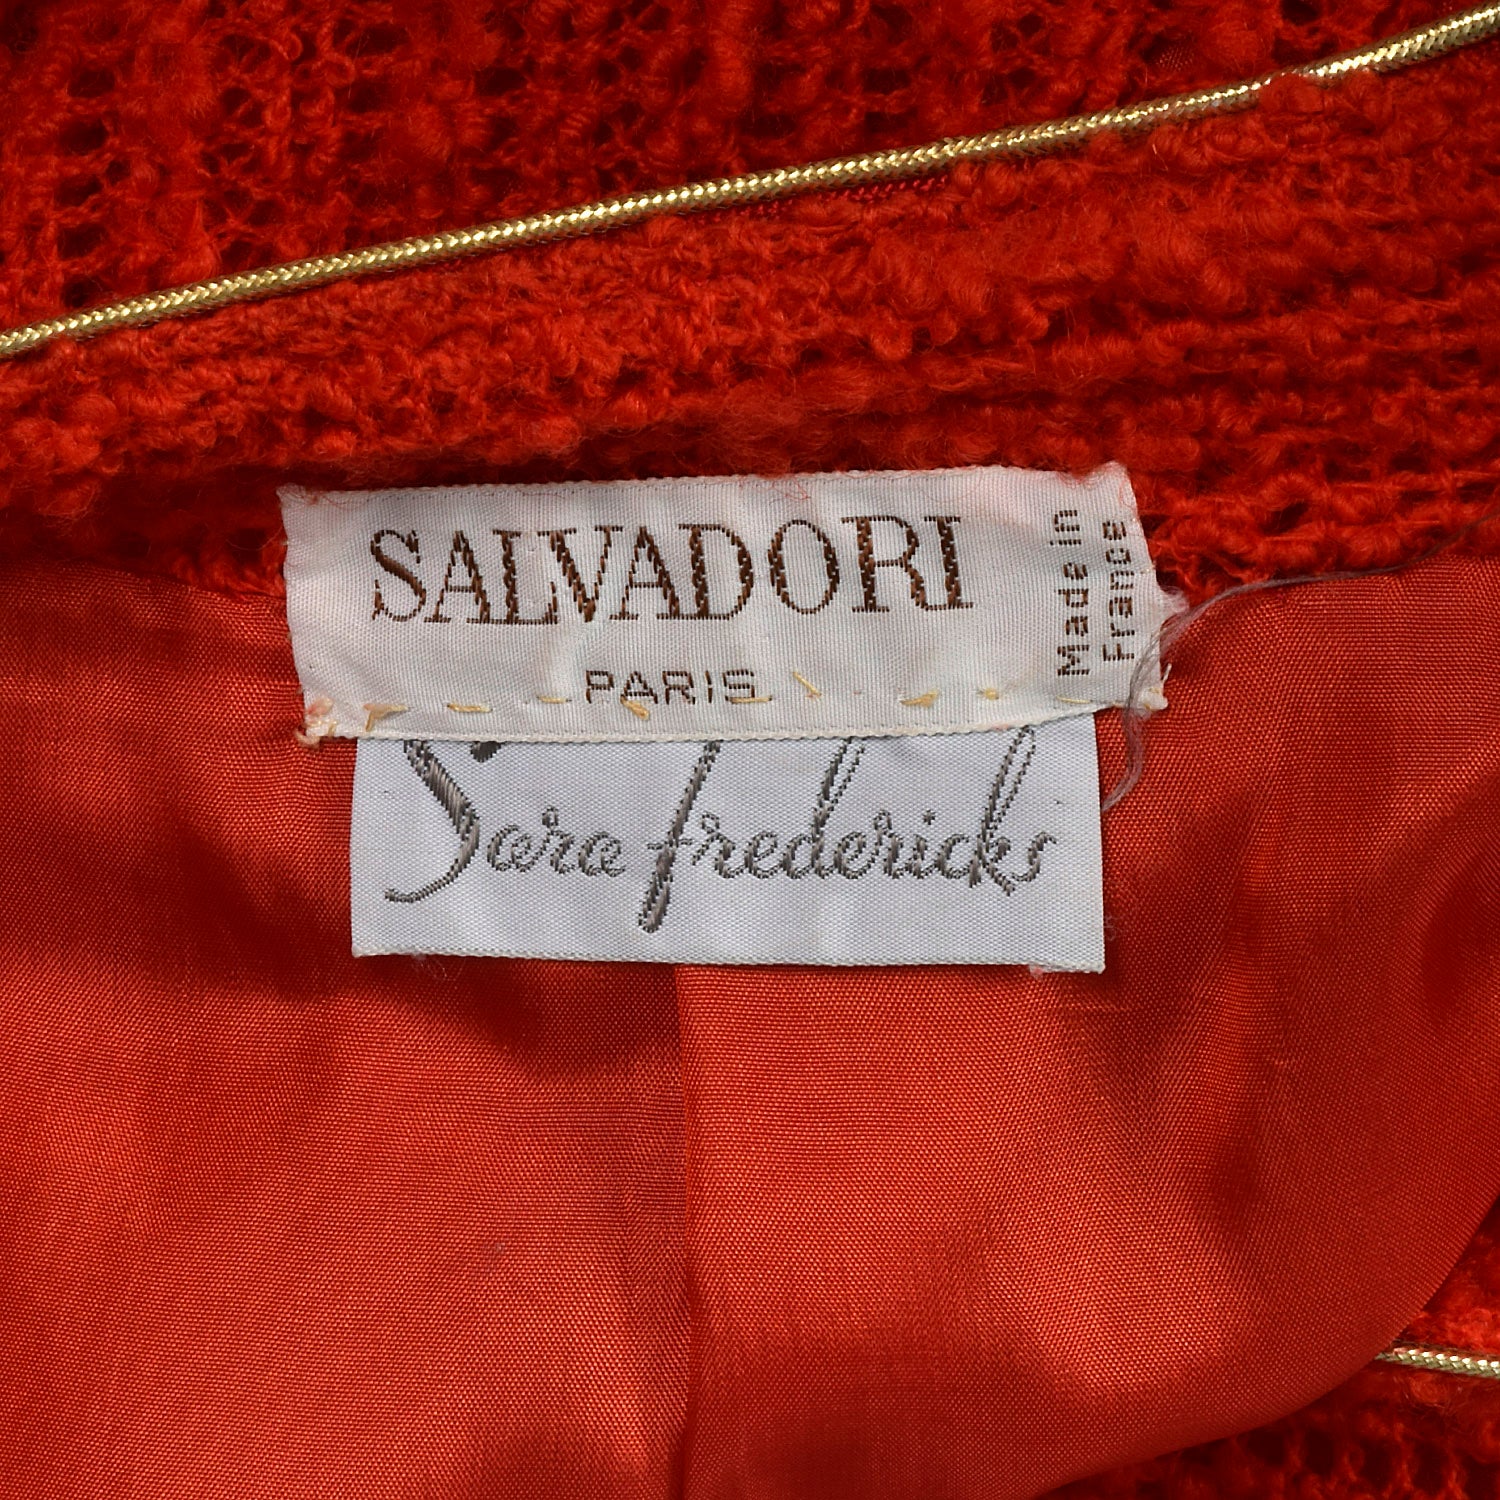 SALVADORI
PARIS
Made in
France
Sara Fredericks